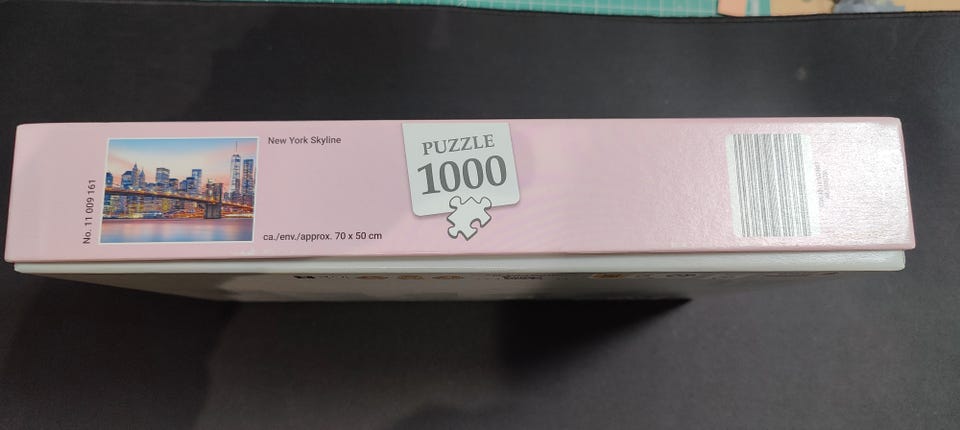 No. 11 009 161
New York Skyline
ca./env./approx. 70 x 50 cm
PUZZLE
1000